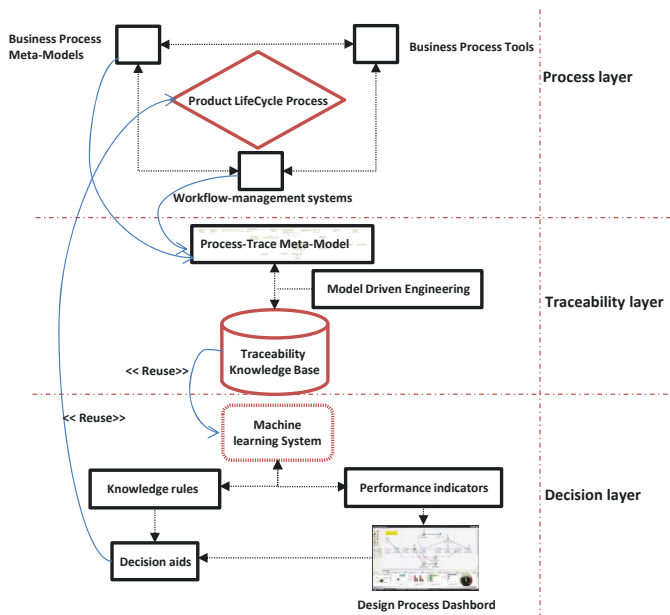 Business Process
Meta-Models
Business Process Tools
Process layer
Product LifeCycle Process
Workflow-management systems
Process-Trace Meta-Model
Model Driven Engineering
Traceability layer
Traceability
Knowledge Base
<< Reuse>>
<< Reuse>>
Machine
learning System
Knowledge rules
Performance indicators
Decision layer
Decision aids
Design Process Dashbord